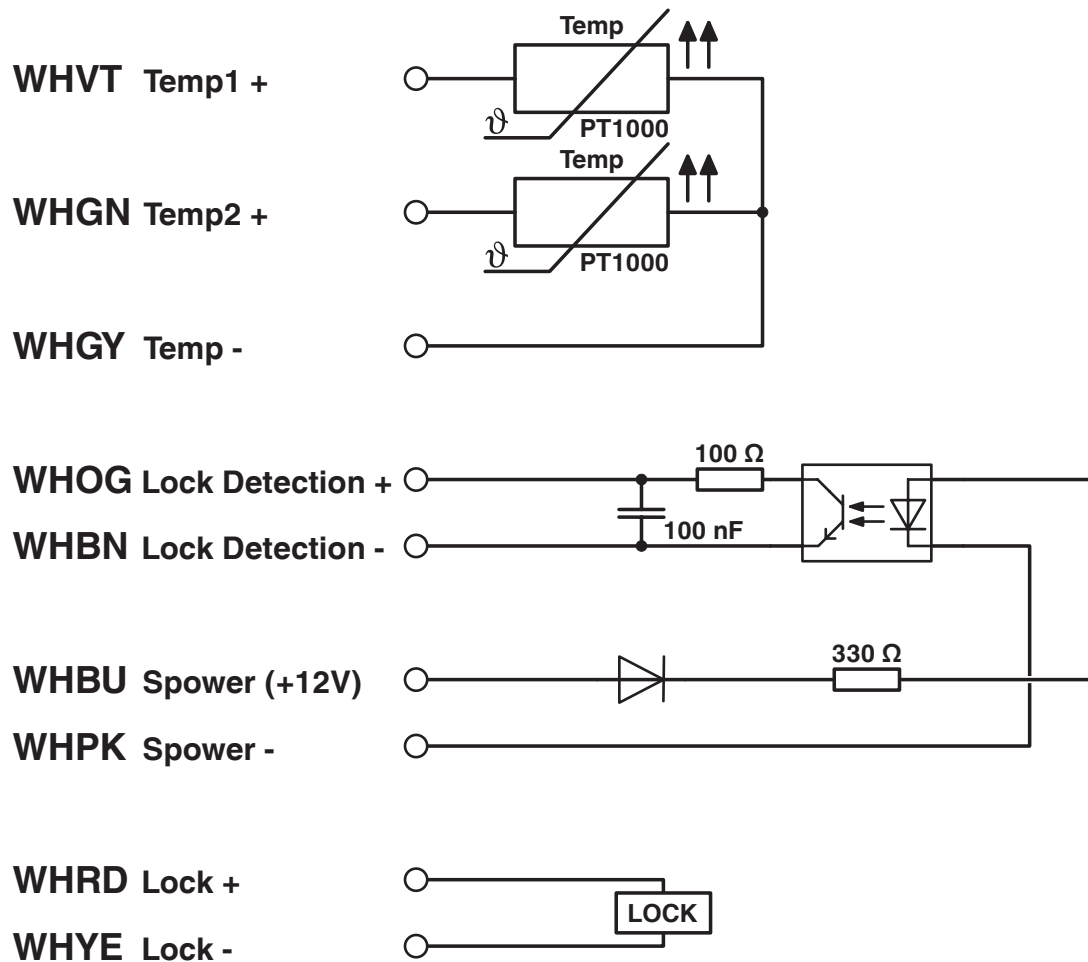 Temp
WHVT Temp1 +
ϑ
PT1000
Temp
WHGN Temp2 +
ϑ
PT1000
WHGY Temp -
100 Ω
WHOG Lock Detection +
100 nF
WHBN Lock Detection -
330 Ω
WHBU Spower (+12V)
WHPK Spower -
WHRD Lock +
LOCK
WHYE Lock -